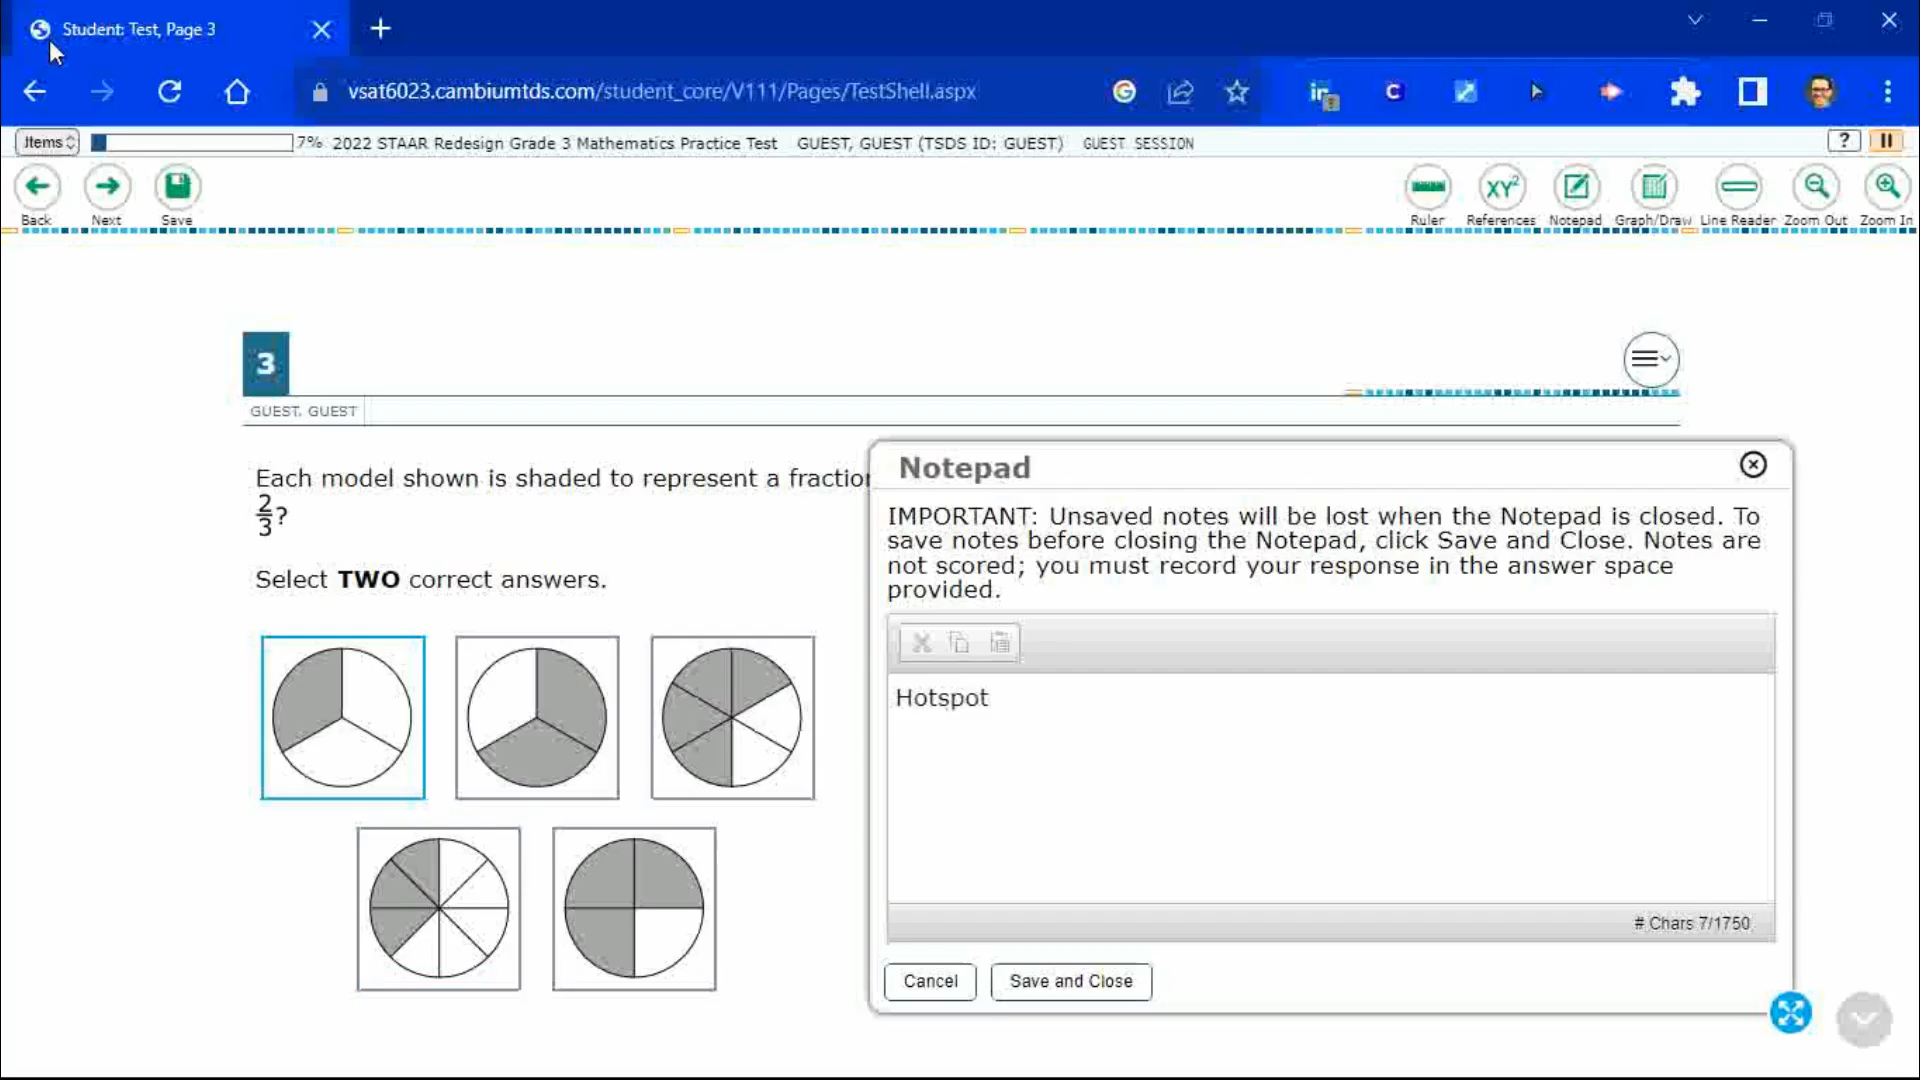 Student: Test, Page 3
vsat6023.cambiumtds.com/student_core/V111/Pages/TestShell.aspx
Items
7%
2022 STAAR Redesign Grade 3 Mathematics Practice Test
GUEST, GUEST (TSDS ID: GUEST)
GUEST SESSION
?
Back
Next
Save
Ruler
XY²
References
Notepad
Graph/Draw
Line Reader
Zoom Out
Zoom In
3
GUEST, GUEST
Each model shown is shaded to represent a fraction
2/3?
Select TWO correct answers.
Notepad
IMPORTANT: Unsaved notes will be lost when the Notepad is closed. To
save notes before closing the Notepad, click Save and Close. Notes are
not scored; you must record your response in the answer space
provided.
Hotspot
# Chars 7/1750
Cancel
Save and Close